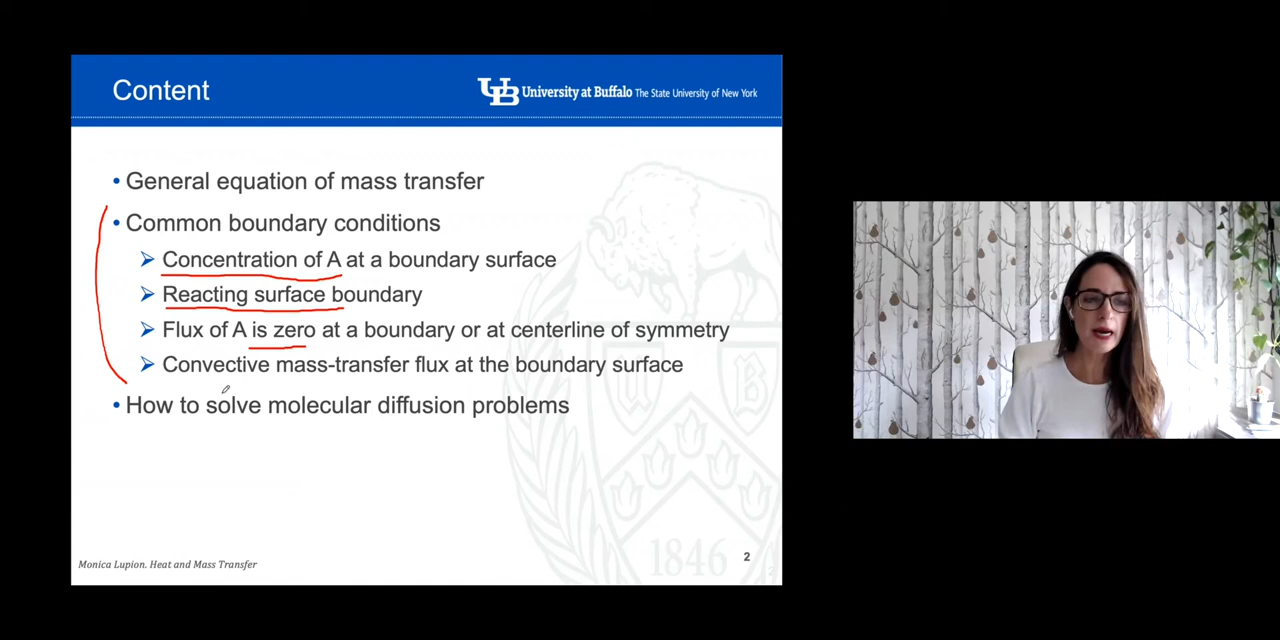 Content
UB University at Buffalo The State University of New York
• General equation of mass transfer
• Common boundary conditions
➢ Concentration of A at a boundary surface
➢ Reacting surface boundary
➢ Flux of A is zero at a boundary or at centerline of symmetry
➢ Convective mass-transfer flux at the boundary surface
• How to solve molecular diffusion problems
U B
1846
Monica Lupion. Heat and Mass Transfer
2